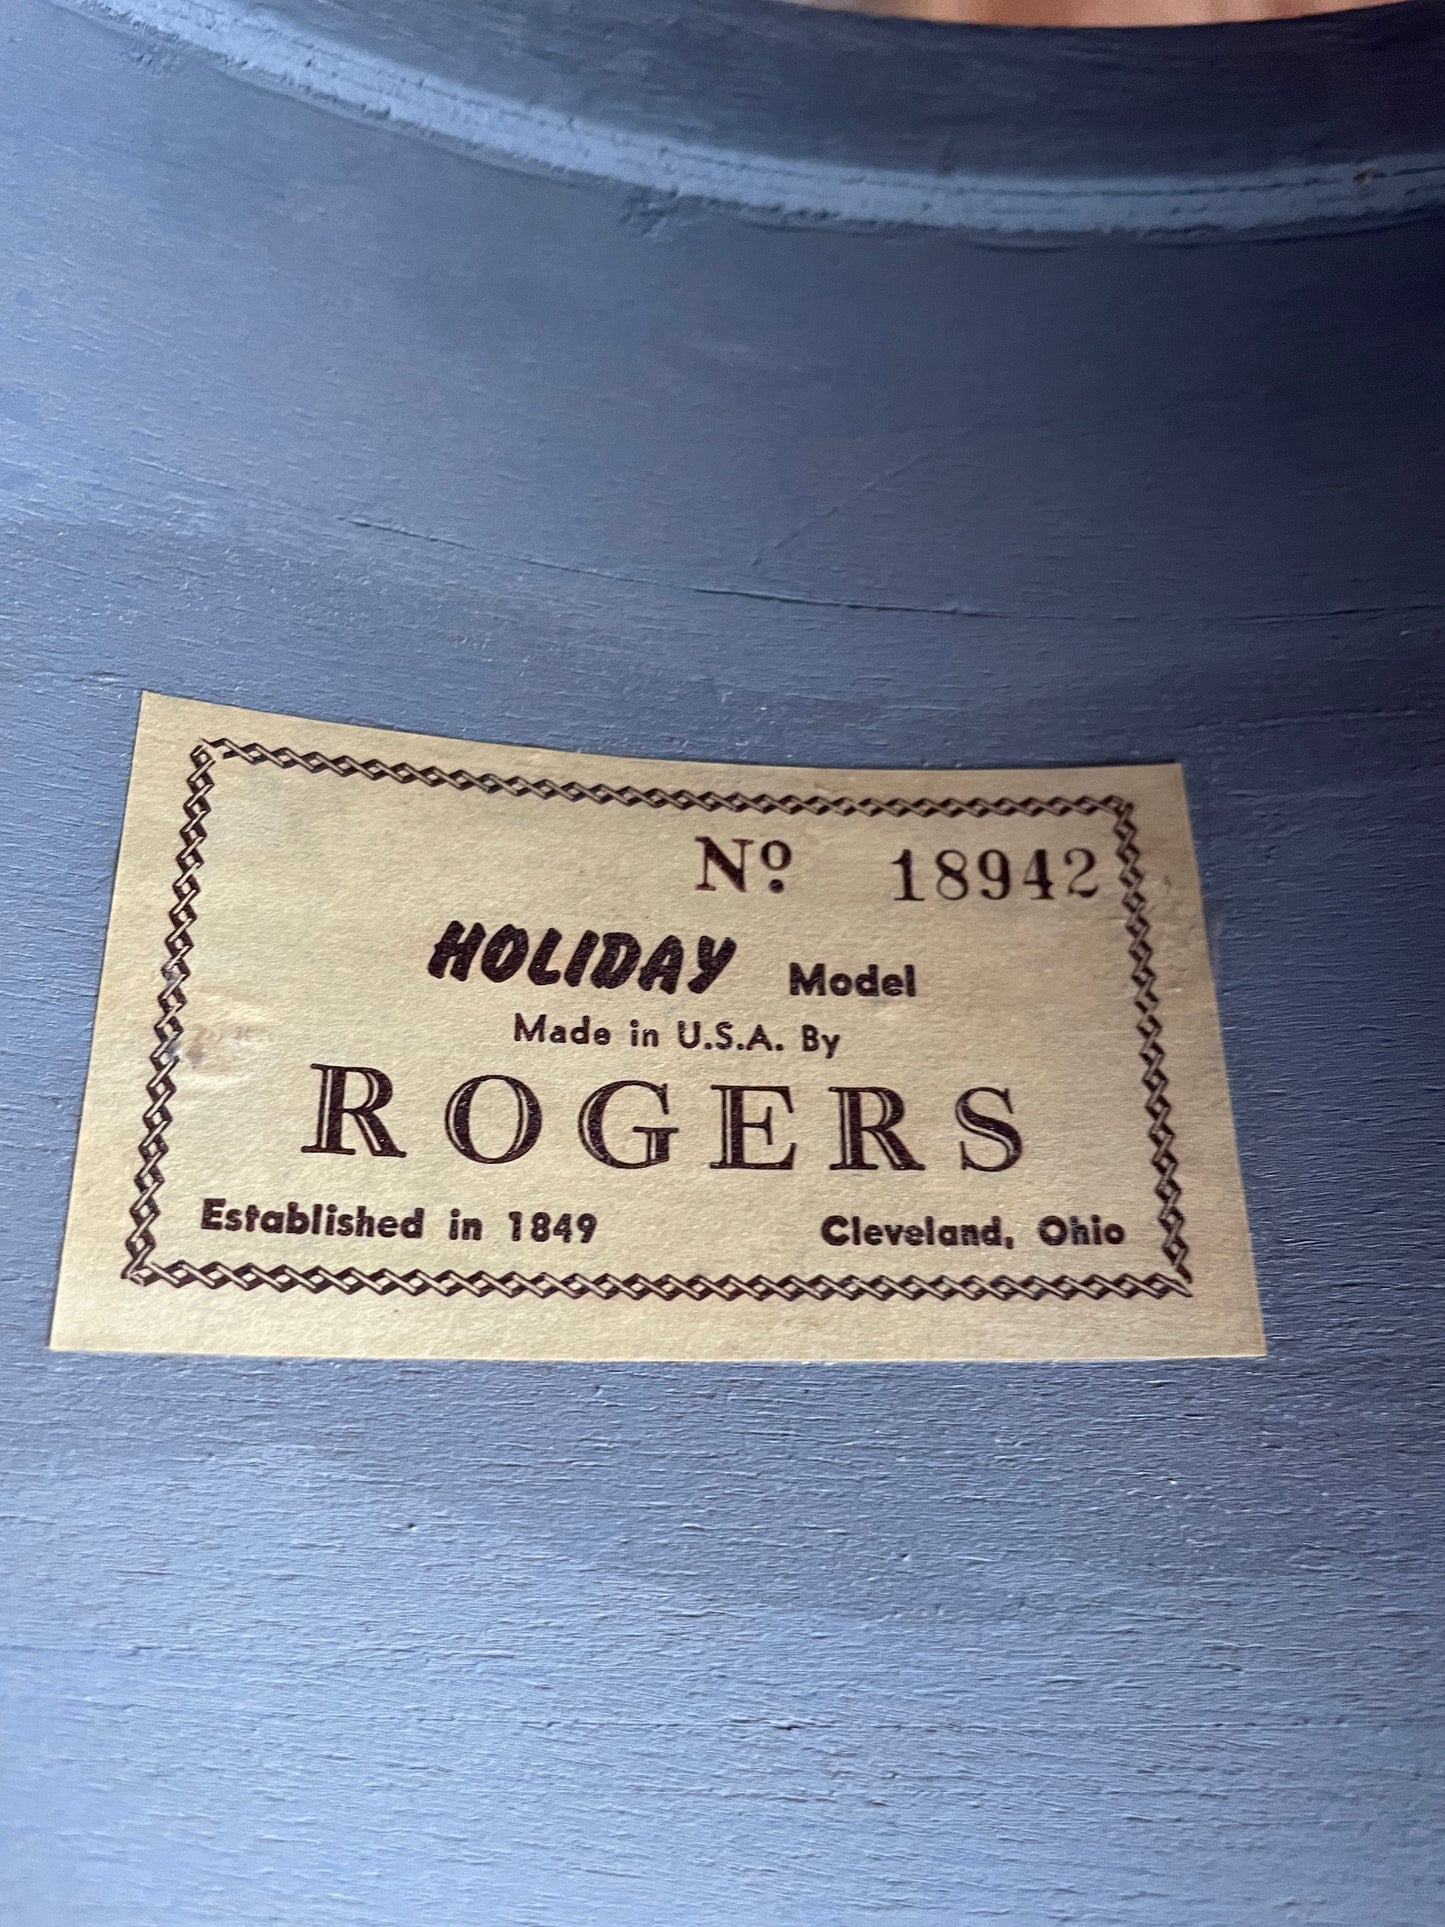 Nº 18942
HOLIDAY Model
Made in U.S.A. By
ROGERS
Established in 1849 Cleveland, Ohio